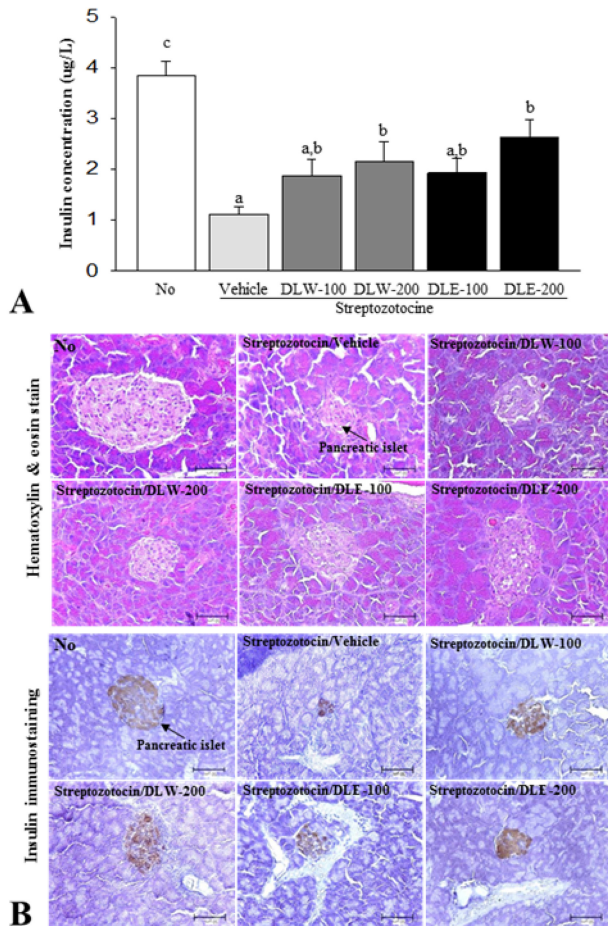 5
4
3
2
1
0
Insulin concentration (ug/L)
c
a
a,b
b
a,b
b
No
Vehicle
DLW-100
DLW-200
DLE-100
DLE-200
Streptozotocine
A
Hematoxylin & eosin stain
No
Streptozotocin/Vehicle
Streptozotocin/DLW-100
Pancreatic islet
Streptozotocin/DLW-200
Streptozotocin/DLE-100
Streptozotocin/DLE-200
Insulin immunostaining
No
Streptozotocin/Vehicle
Streptozotocin/DLW-100
Pancreatic islet
Streptozotocin/DLW-200
Streptozotocin/DLE-100
Streptozotocin/DLE-200
B